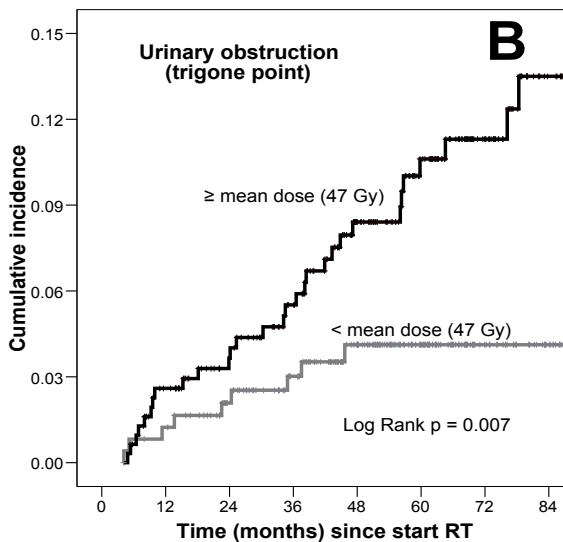 B
Urinary obstruction
(trigone point)
Cumulative incidence
0.15
0.12
0.09
0.06
0.03
0.00
≥ mean dose (47 Gy)
< mean dose (47 Gy)
Log Rank p = 0.007
0 12 24 36 48 60 72 84
Time (months) since start RT